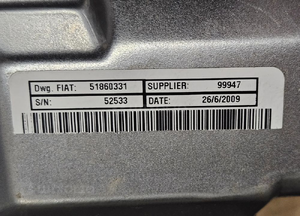 Dwg. FIAT: 51860331 SUPPLIER: 99947
S/N: 52533 DATE: 26/6/2009